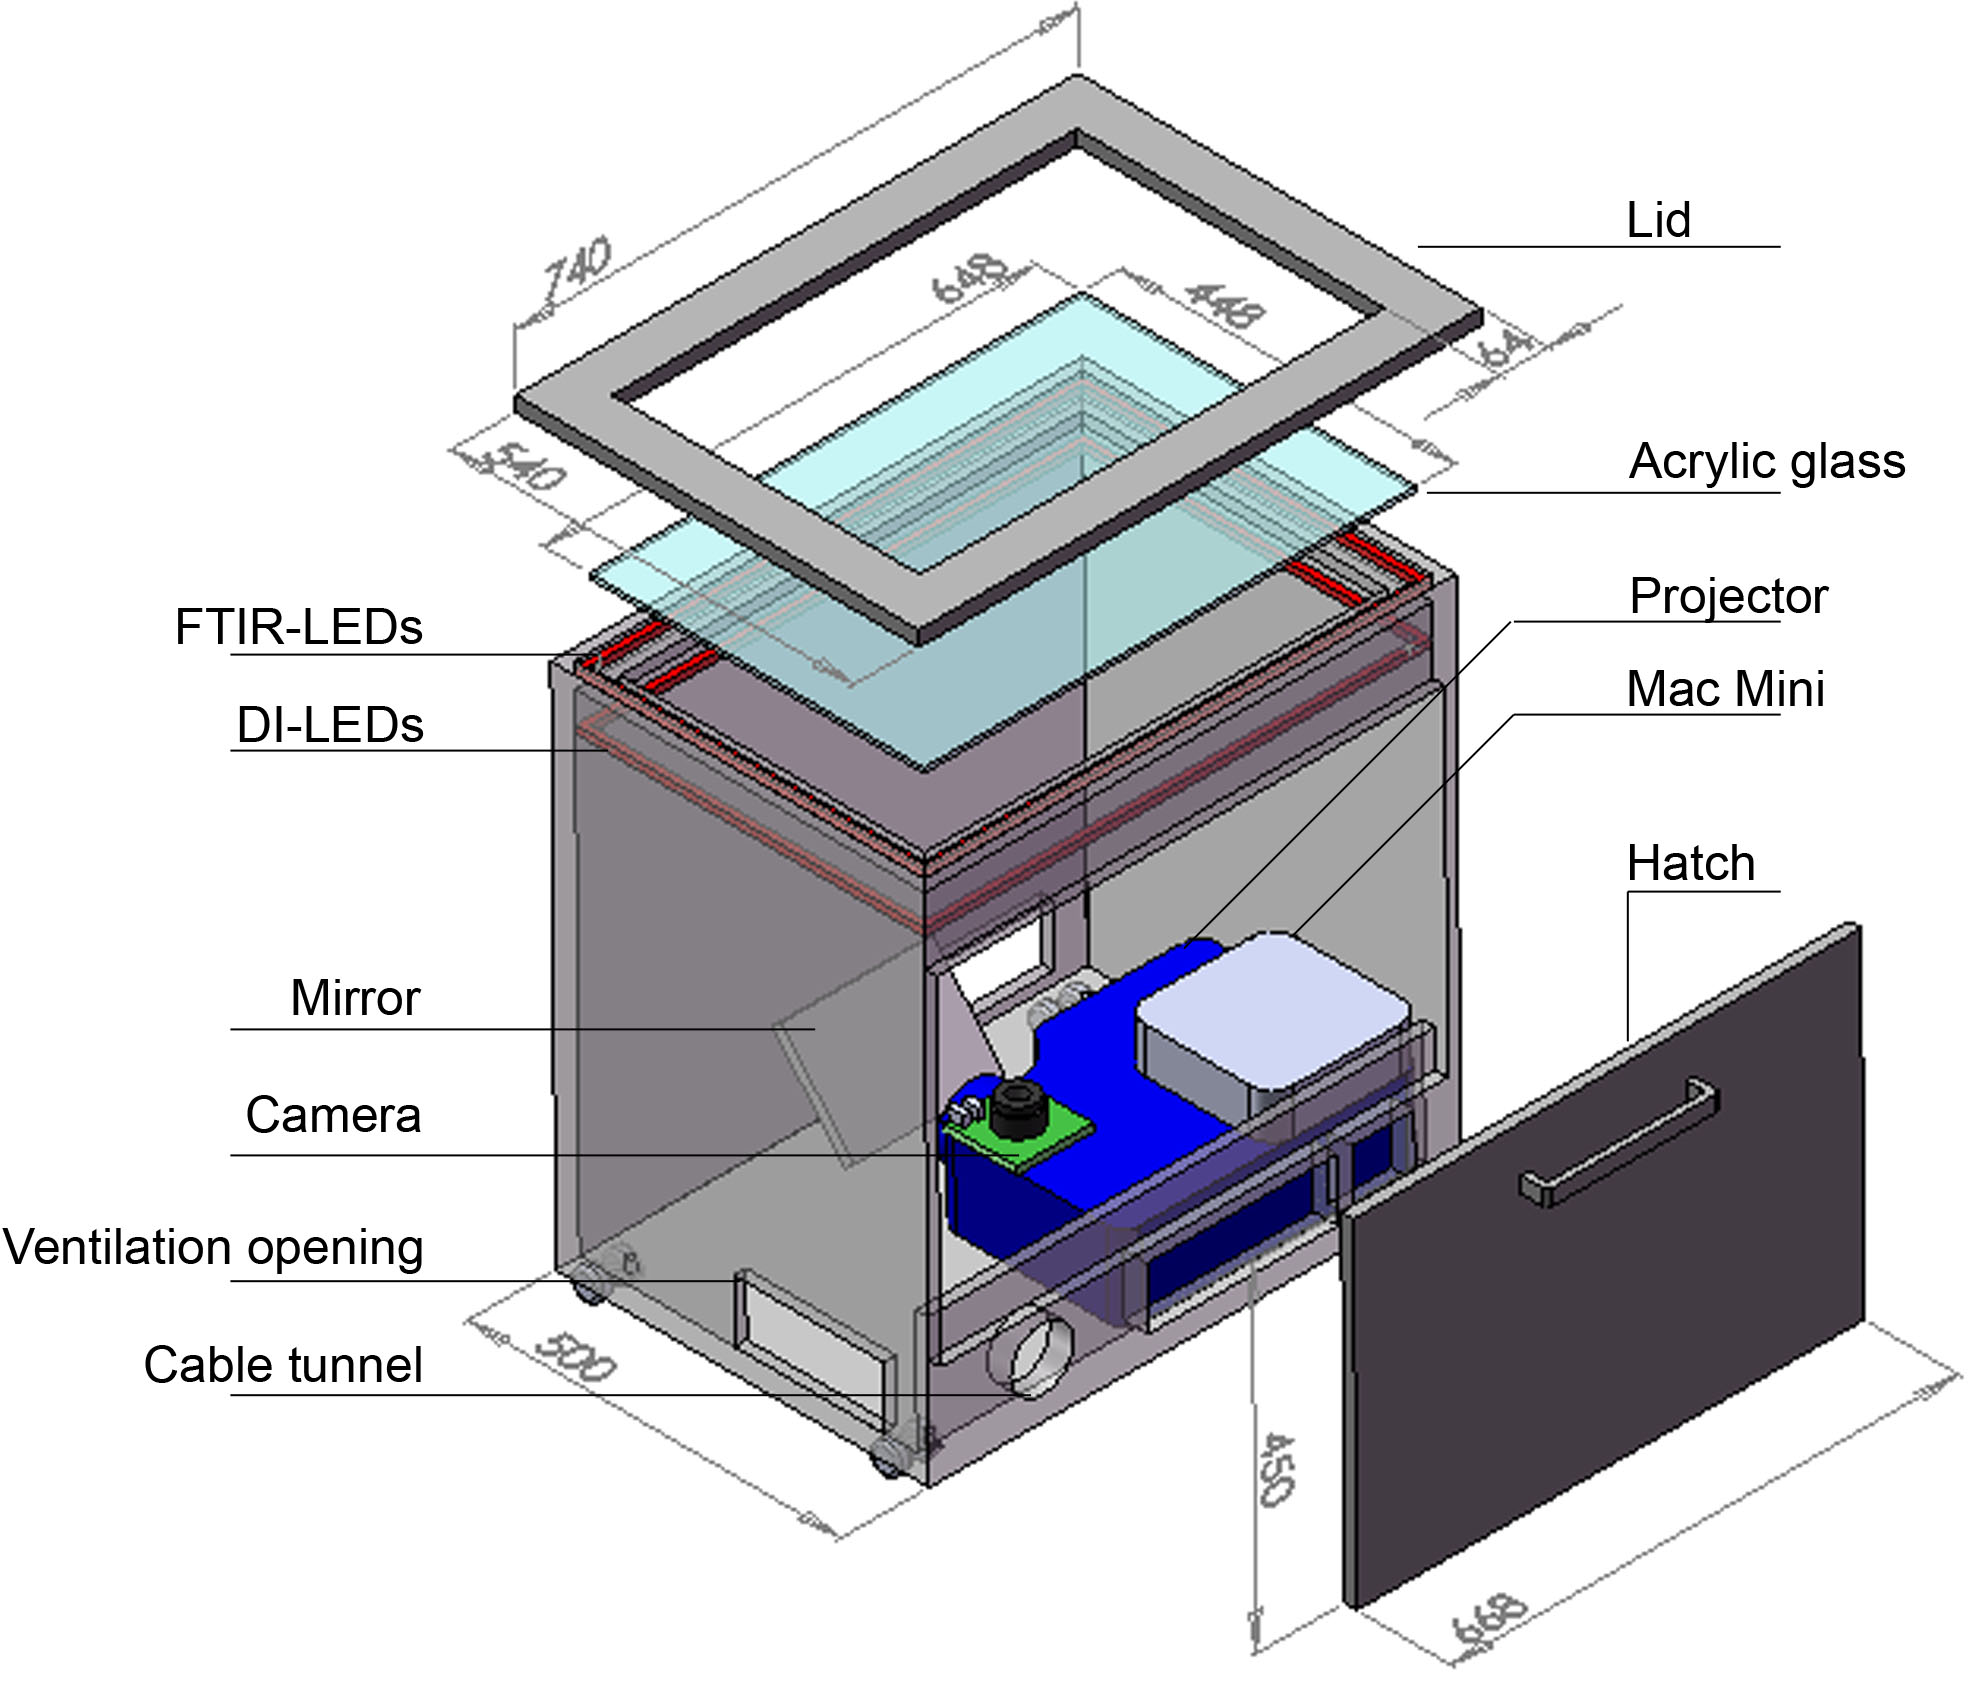 740
Lid
648
448
64
540
Acrylic glass
FTIR-LEDs
Projector
DI-LEDs
Mac Mini
Hatch
Mirror
Camera
Ventilation opening
Cable tunnel
500
450
668